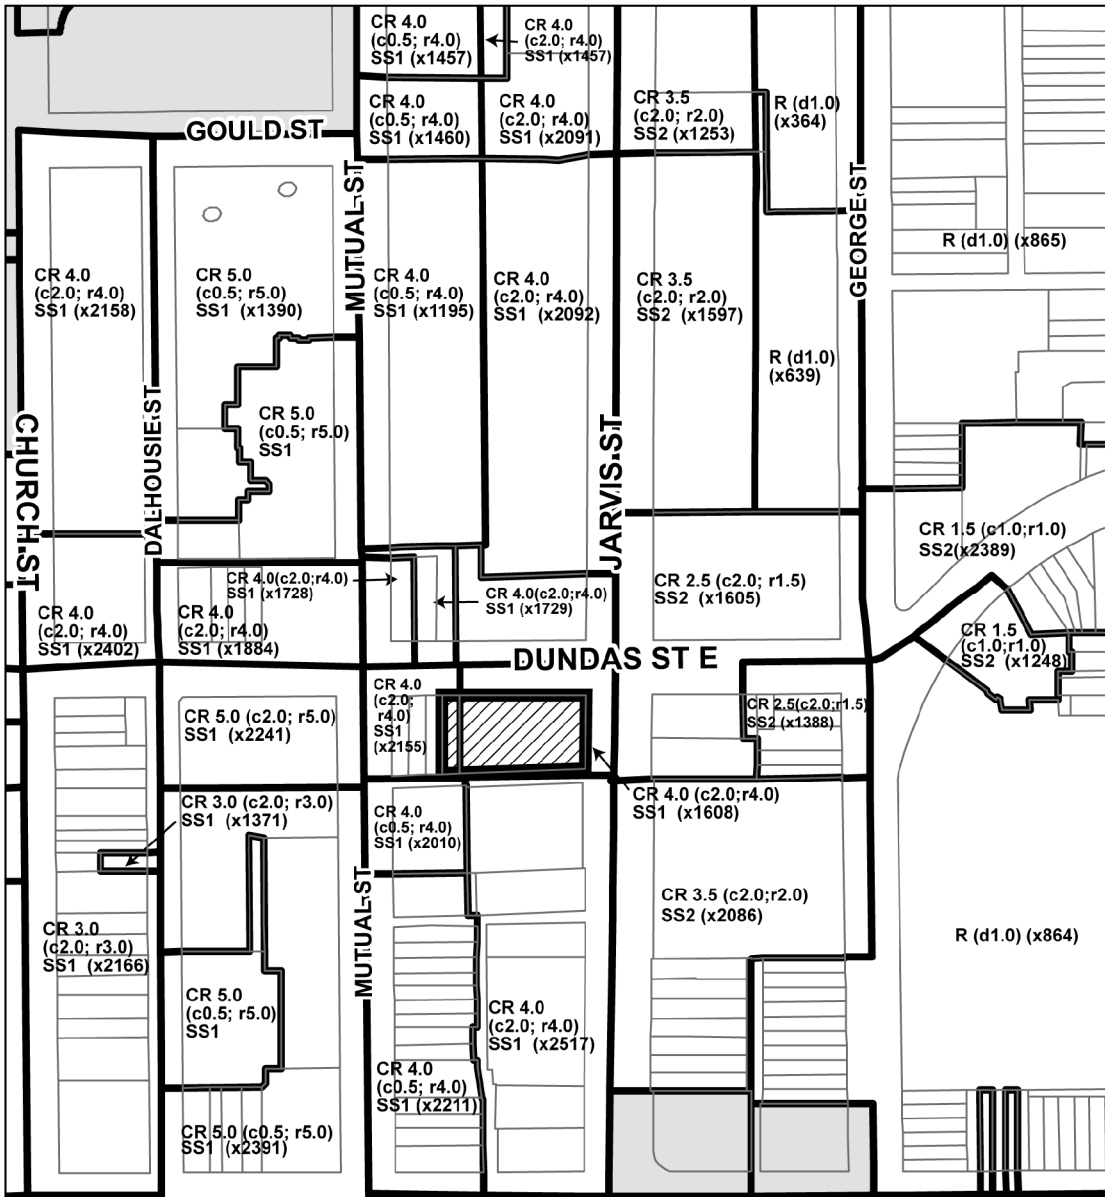 CR 4.0
(c0.5; r4.0)
SS1 (x1457)
CR 4.0
(c2.0; r4.0)
SS1 (x1457)
CR 4.0
(c0.5; r4.0)
SS1 (x1460)
CR 4.0
(c2.0; r4.0)
SS1 (x2091)
CR 3.5
(c2.0; r2.0)
SS2 (x1253)
R (d1.0)
(x364)
GOULD ST
MUTUAL ST
GEORGE ST
R (d1.0) (x865)
CR 4.0
(c2.0; r4.0)
SS1 (x2158)
CR 5.0
(c0.5; r5.0)
SS1 (x1390)
CR 4.0
(c0.5; r4.0)
SS1 (x1195)
CR 4.0
(c2.0; r4.0)
SS1 (x2092)
CR 3.5
(c2.0; r2.0)
SS2 (x1597)
R (d1.0)
(x639)
CHURCH ST
DALHOUSIE ST
CR 5.0
(c0.5; r5.0)
SS1
JARVIS ST
CR 1.5 (c1.0;r1.0)
SS2(x2389)
CR 4.0(c2.0;r4.0)
SS1 (x1728)
CR 4.0(c2.0;r4.0)
SS1 (x1729)
CR 2.5 (c2.0; r1.5)
SS2 (x1605)
CR 4.0
(c2.0; r4.0)
SS1 (x2402)
CR 4.0
(c2.0; r4.0)
SS1 (x1884)
CR 1.5
(c1.0;r1.0)
SS2 (x1248)
DUNDAS ST E
CR 4.0
(c2.0;
r4.0)
SS1
(x2155)
CR 5.0 (c2.0; r5.0)
SS1 (x2241)
CR 2.5(c2.0;r1.5)
SS2 (x1388)
CR 4.0 (c2.0;r4.0)
SS1 (x1608)
CR 3.0 (c2.0; r3.0)
SS1 (x1371)
CR 4.0
(c0.5; r4.0)
SS1 (x2010)
MUTUAL ST
CR 3.5 (c2.0;r2.0)
SS2 (x2086)
R (d1.0) (x864)
CR 3.0
(c2.0; r3.0)
SS1 (x2166)
CR 5.0
(c0.5; r5.0)
SS1
CR 4.0
(c2.0; r4.0)
SS1 (x2517)
CR 4.0
(c0.5; r4.0)
SS1 (x2211)
CR 5.0 (c0.5; r5.0)
SS1 (x2391)